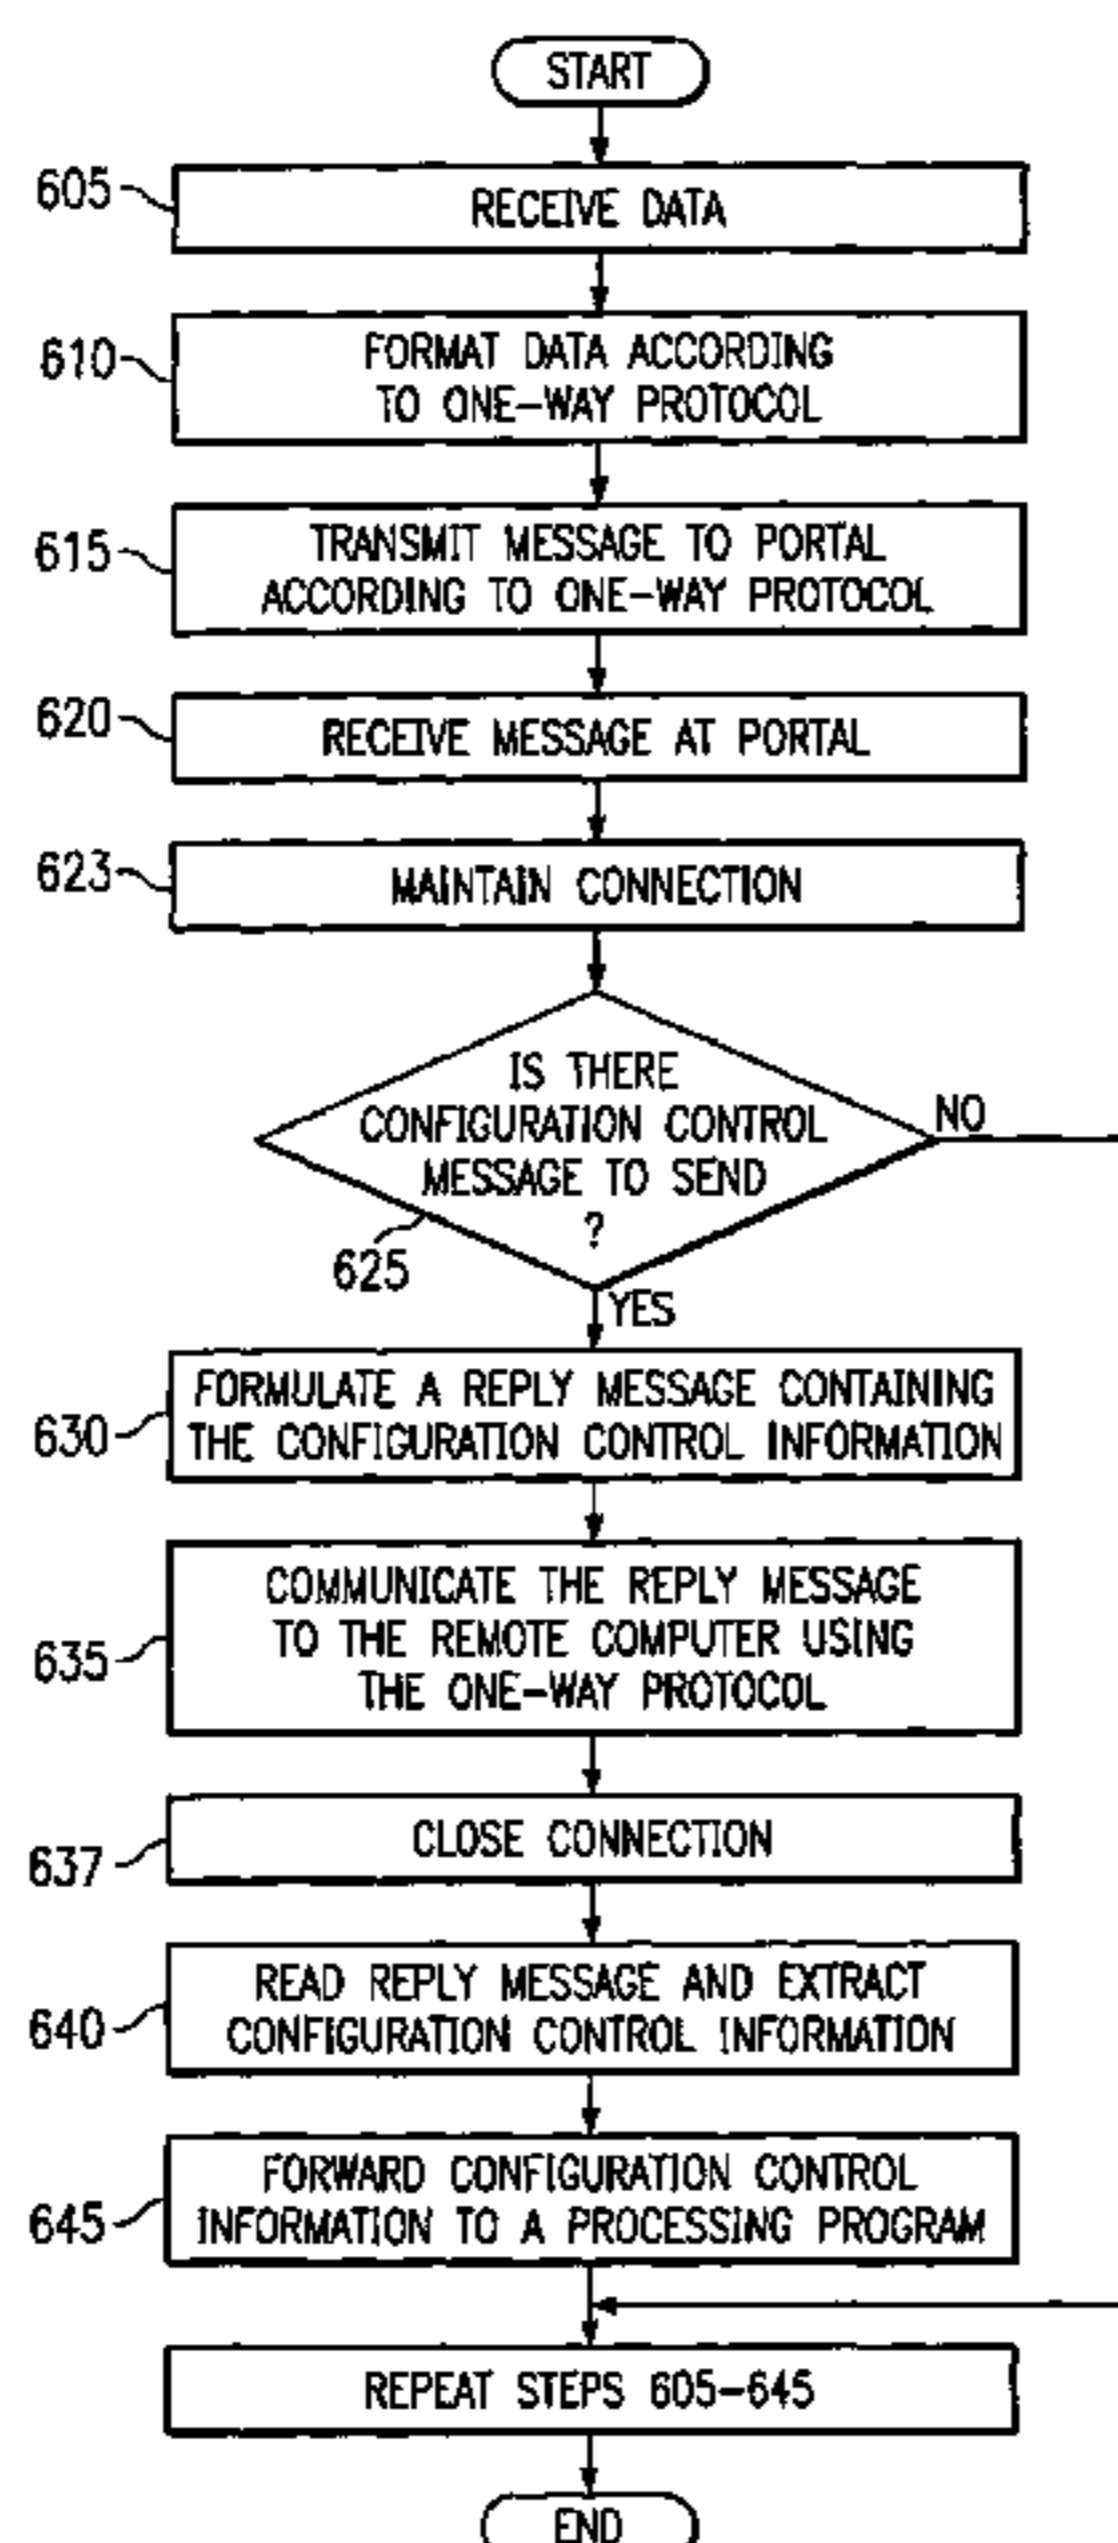 START
605
RECEIVE DATA
610
FORMAT DATA ACCORDING
TO ONE-WAY PROTOCOL
615
TRANSMIT MESSAGE TO PORTAL
ACCORDING TO ONE-WAY PROTOCOL
620
RECEIVE MESSAGE AT PORTAL
623
MAINTAIN CONNECTION
IS THERE
CONFIGURATION CONTROL
MESSAGE TO SEND
?
NO
625
YES
630
FORMULATE A REPLY MESSAGE CONTAINING
THE CONFIGURATION CONTROL INFORMATION
635
COMMUNICATE THE REPLY MESSAGE
TO THE REMOTE COMPUTER USING
THE ONE-WAY PROTOCOL
637
CLOSE CONNECTION
640
READ REPLY MESSAGE AND EXTRACT
CONFIGURATION CONTROL INFORMATION
645
FORWARD CONFIGURATION CONTROL
INFORMATION TO A PROCESSING PROGRAM
REPEAT STEPS 605-645
END